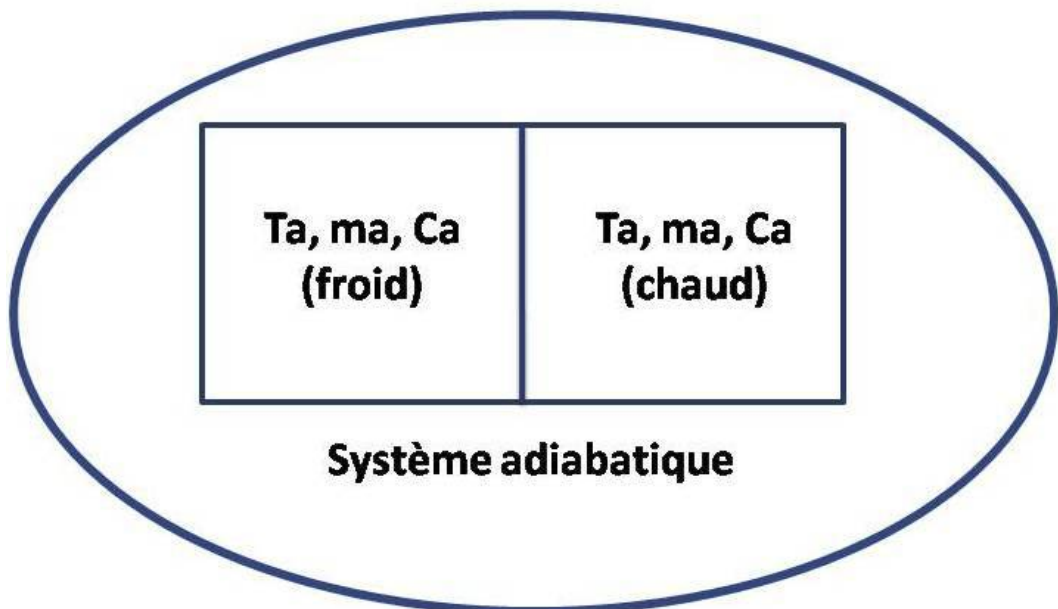 Ta, ma, Ca
(froid)
Ta, ma, Ca
(chaud)
Système adiabatique